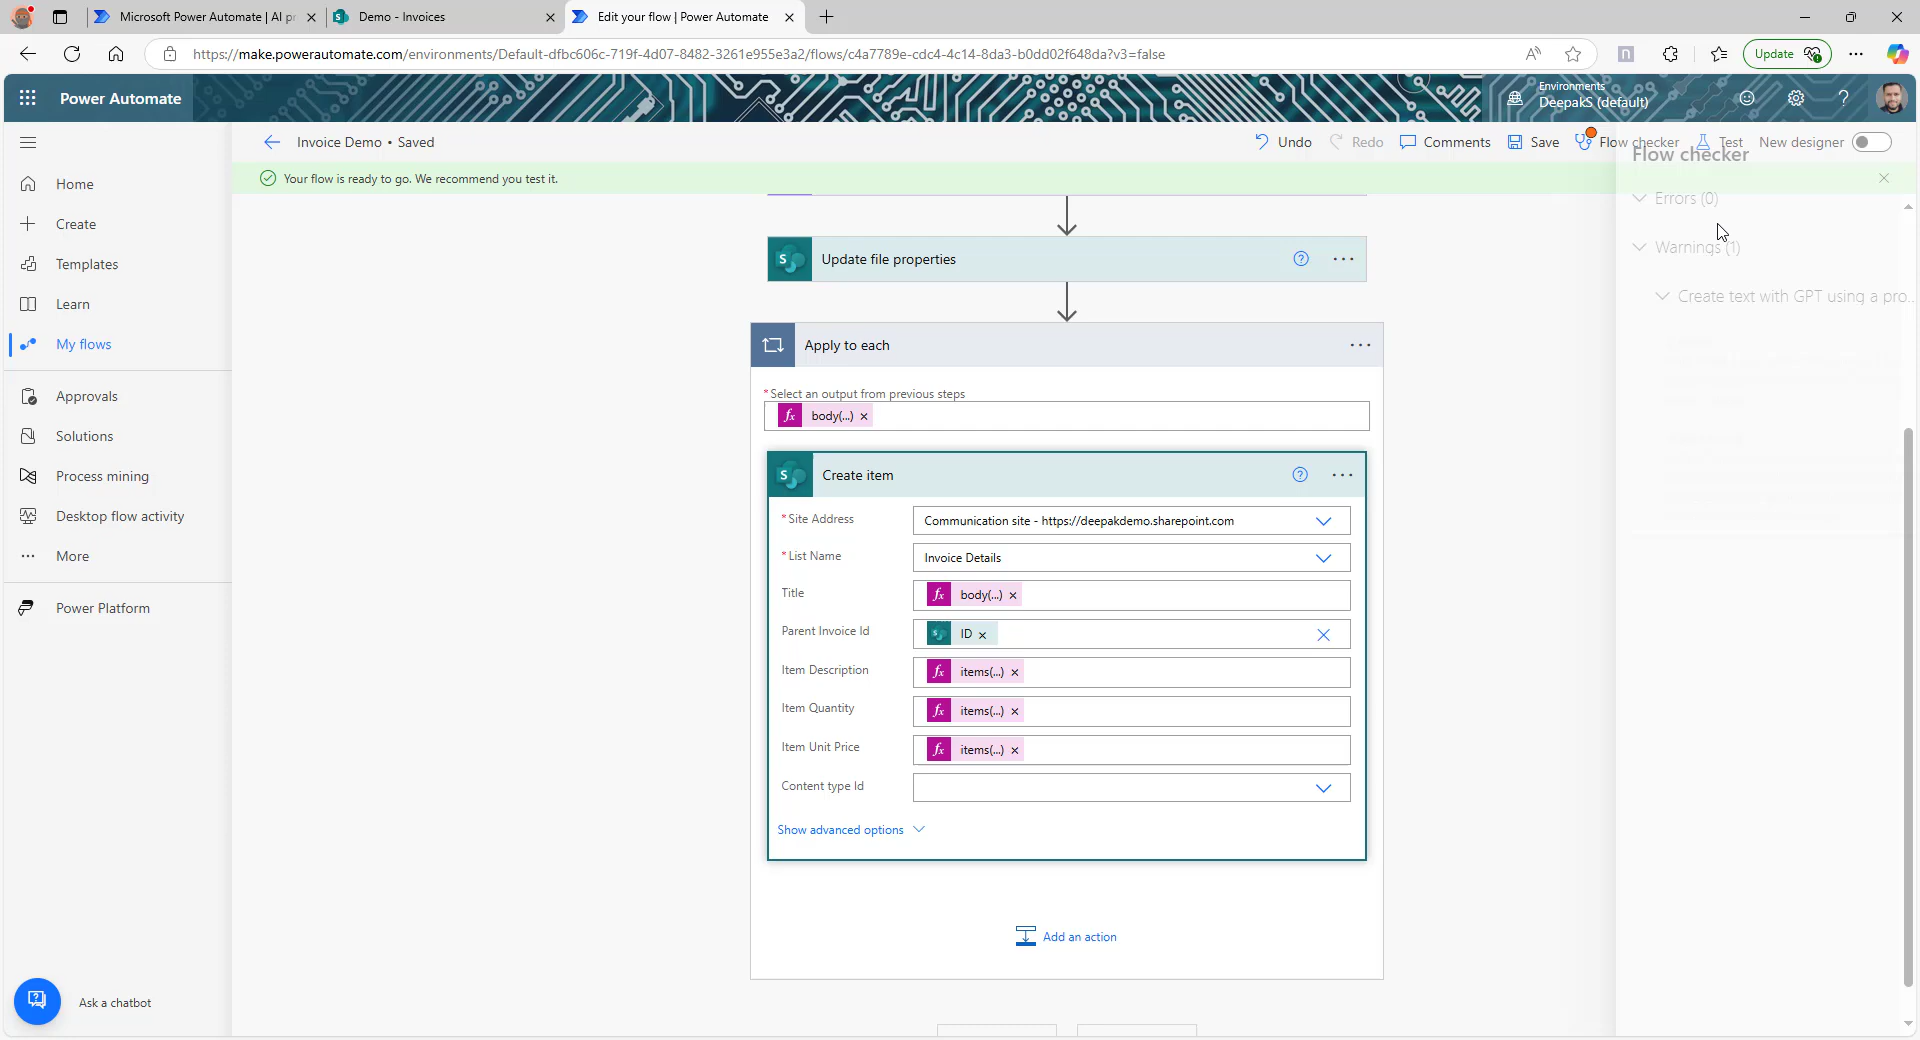 Microsoft Power Automate | AI pr
Demo - Invoices
Edit your flow | Power Automate
https://make.powerautomate.com/environments/Default-dfbc606c-719f-4d07-8482-3261e955e3a2/flows/c4a7789e-cdc4-4c14-8da3-b0dd02f648da?v3=false
Update
Power Automate
Environments
DeepakS (default)
Invoice Demo • Saved
Undo
Redo
Comments
Save
Flow checker
Test
New designer
Your flow is ready to go. We recommend you test it.
Home
Create
Templates
Learn
My flows
Approvals
Solutions
Process mining
Desktop flow activity
More
Power Platform
Ask a chatbot
Update file properties
Apply to each
* Select an output from previous steps
fx body(...) ×
Create item
* Site Address
Communication site - https://deepakdemo.sharepoint.com
* List Name
Invoice Details
Title
fx body(...) ×
Parent Invoice Id
ID ×
Item Description
fx items(...) ×
Item Quantity
fx items(...) ×
Item Unit Price
fx items(...) ×
Content type Id
Show advanced options
Add an action
Flow checker
Errors (0)
Warnings (1)
Create text with GPT using a pro...